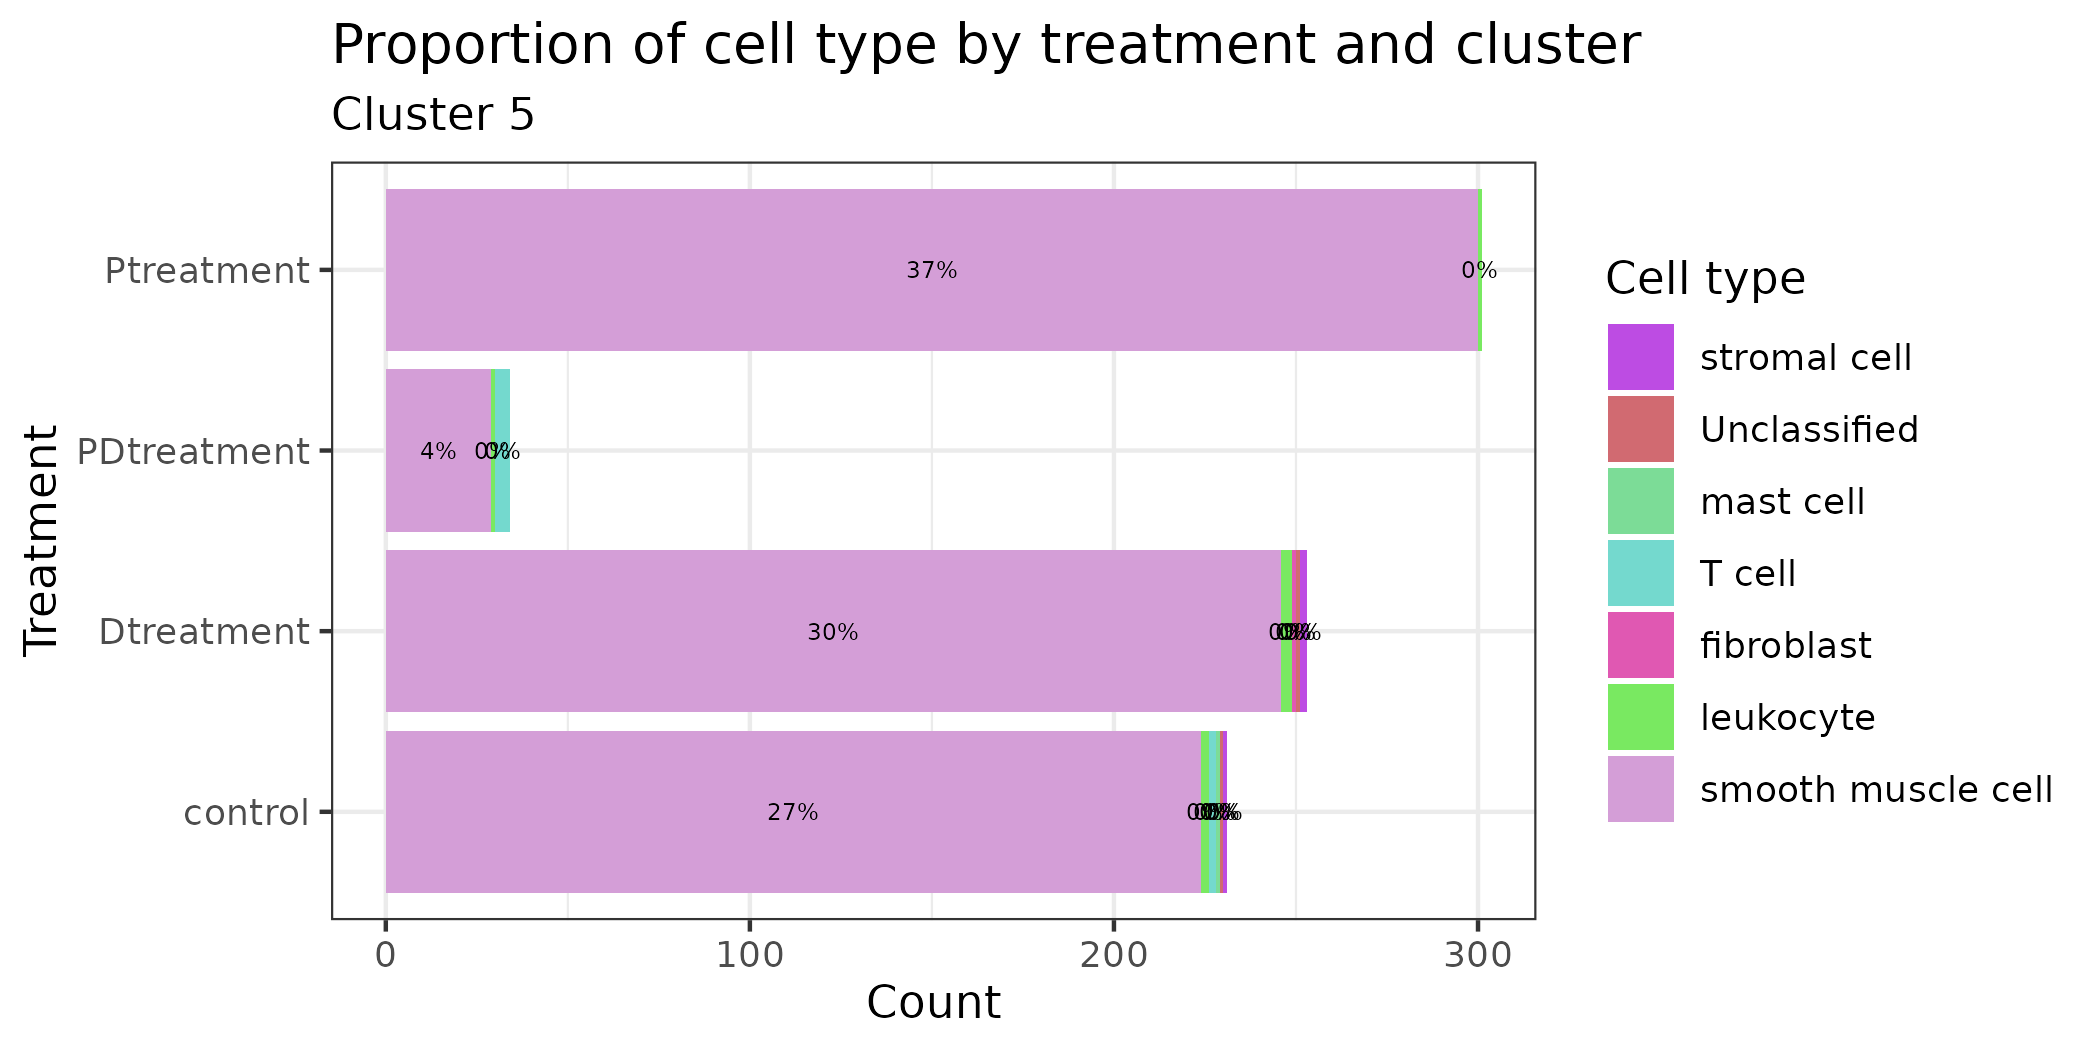 Proportion of cell type by treatment and cluster
Cluster 5
Treatment
Ptreatment
37%
0%
PDtreatment
4%
Dtreatment
30%
control
27%
0
100
200
300
Count
Cell type
stromal cell
Unclassified
mast cell
T cell
fibroblast
leukocyte
smooth muscle cell